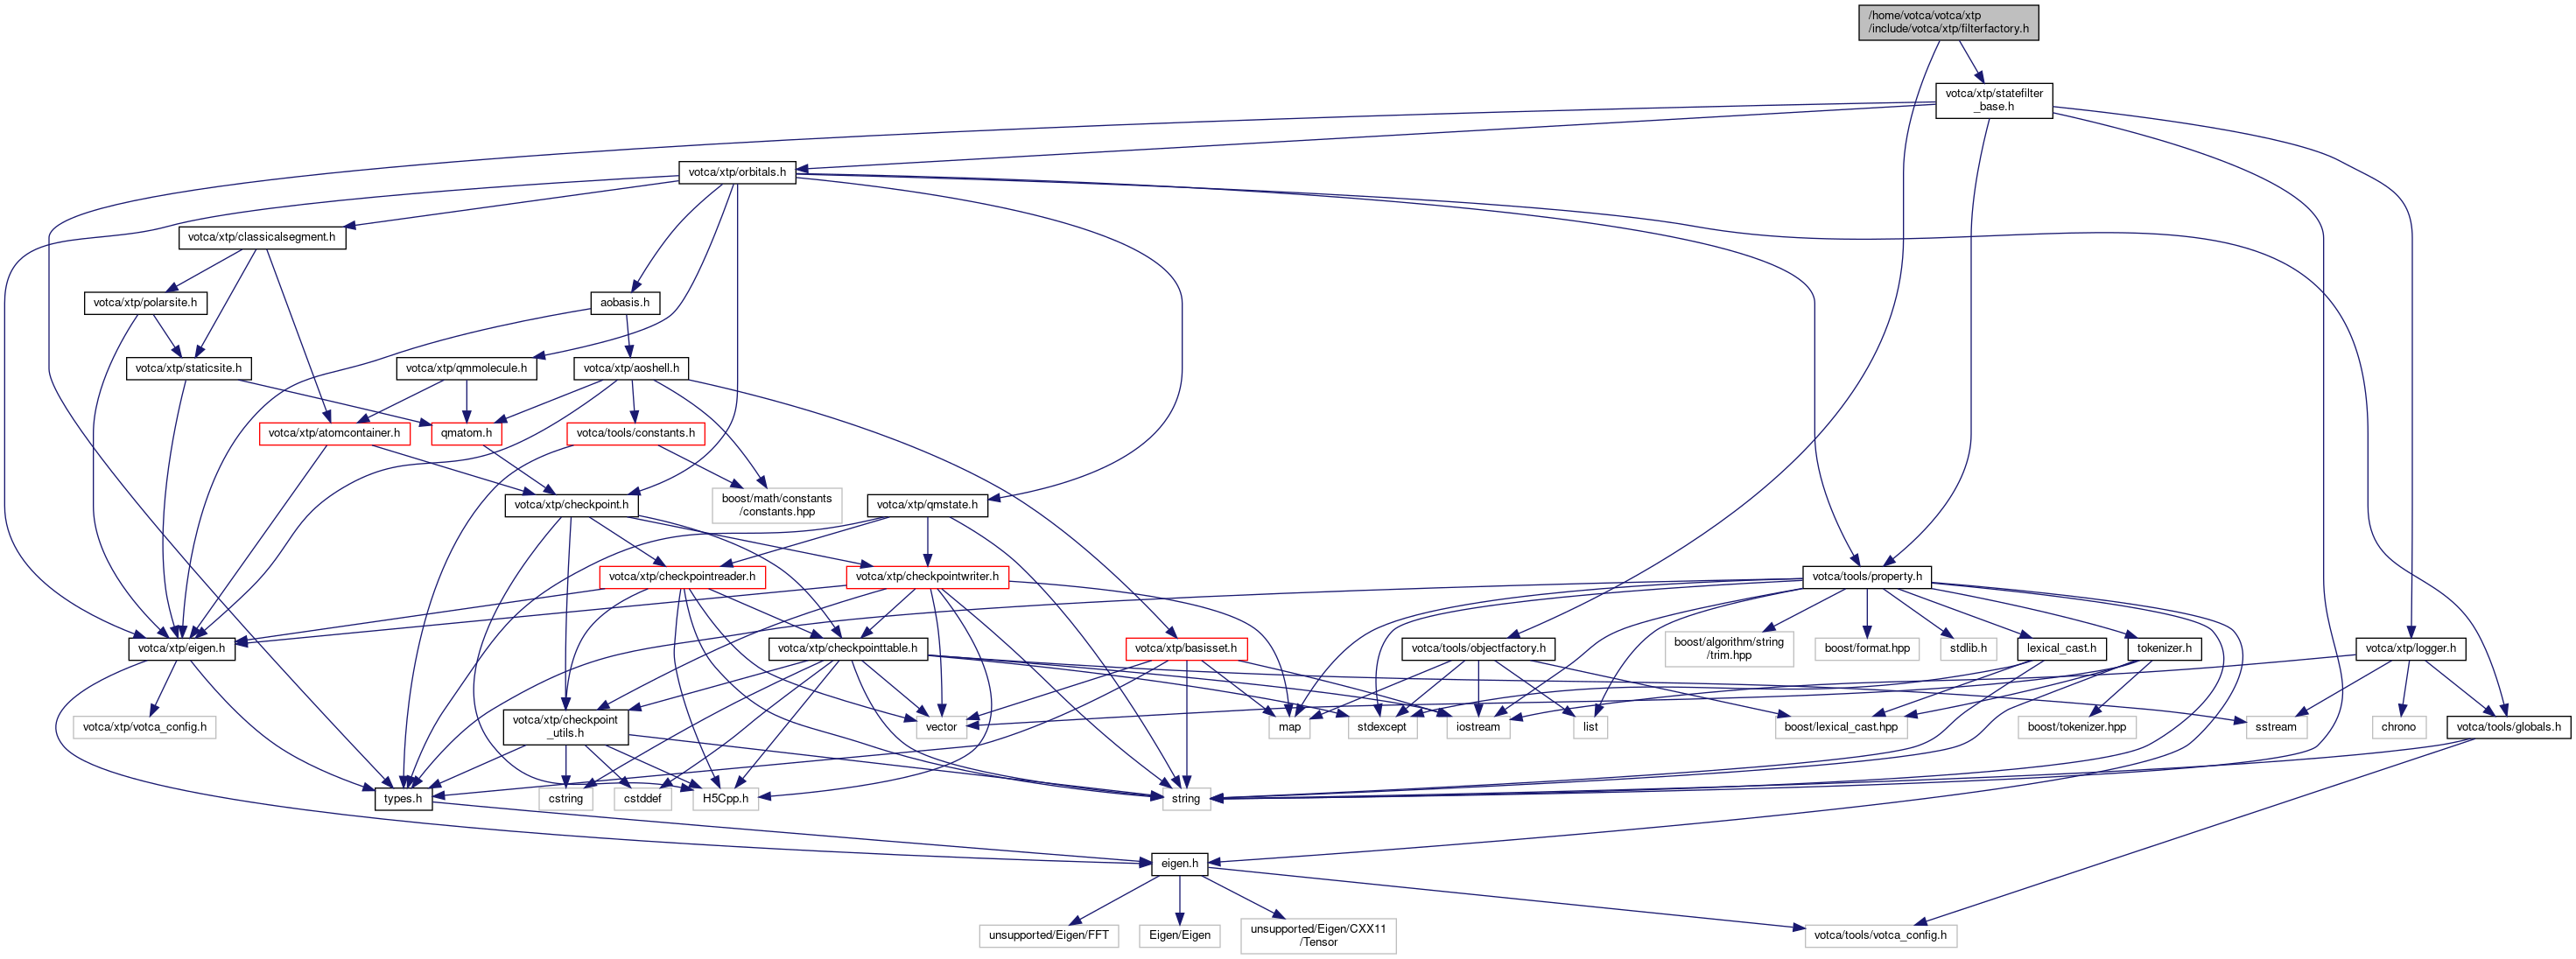 /home/votca/votca/xtp
/include/votca/xtp/filterfactory.h
votca/xtp/statefilter
_base.h
votca/xtp/orbitals.h
votca/xtp/classicalsegment.h
votca/xtp/polarsite.h
aobasis.h
votca/xtp/staticsite.h
votca/xtp/qmmolecule.h
votca/xtp/aoshell.h
votca/xtp/atomcontainer.h
qmatom.h
votca/tools/constants.h
votca/xtp/checkpoint.h
boost/math/constants
/constants.hpp
votca/xtp/qmstate.h
votca/xtp/checkpointreader.h
votca/xtp/checkpointwriter.h
votca/tools/property.h
votca/xtp/eigen.h
votca/xtp/checkpointtable.h
votca/xtp/basisset.h
votca/tools/objectfactory.h
boost/algorithm/string
/trim.hpp
boost/format.hpp
stdlib.h
lexical_cast.h
tokenizer.h
votca/xtp/logger.h
votca/xtp/votca_config.h
votca/xtp/checkpoint
_utils.h
vector
map
stdexcept
iostream
list
boost/lexical_cast.hpp
boost/tokenizer.hpp
sstream
chrono
votca/tools/globals.h
types.h
cstring
cstddef
H5Cpp.h
string
eigen.h
unsupported/Eigen/FFT
Eigen/Eigen
unsupported/Eigen/CXX11
/Tensor
votca/tools/votca_config.h